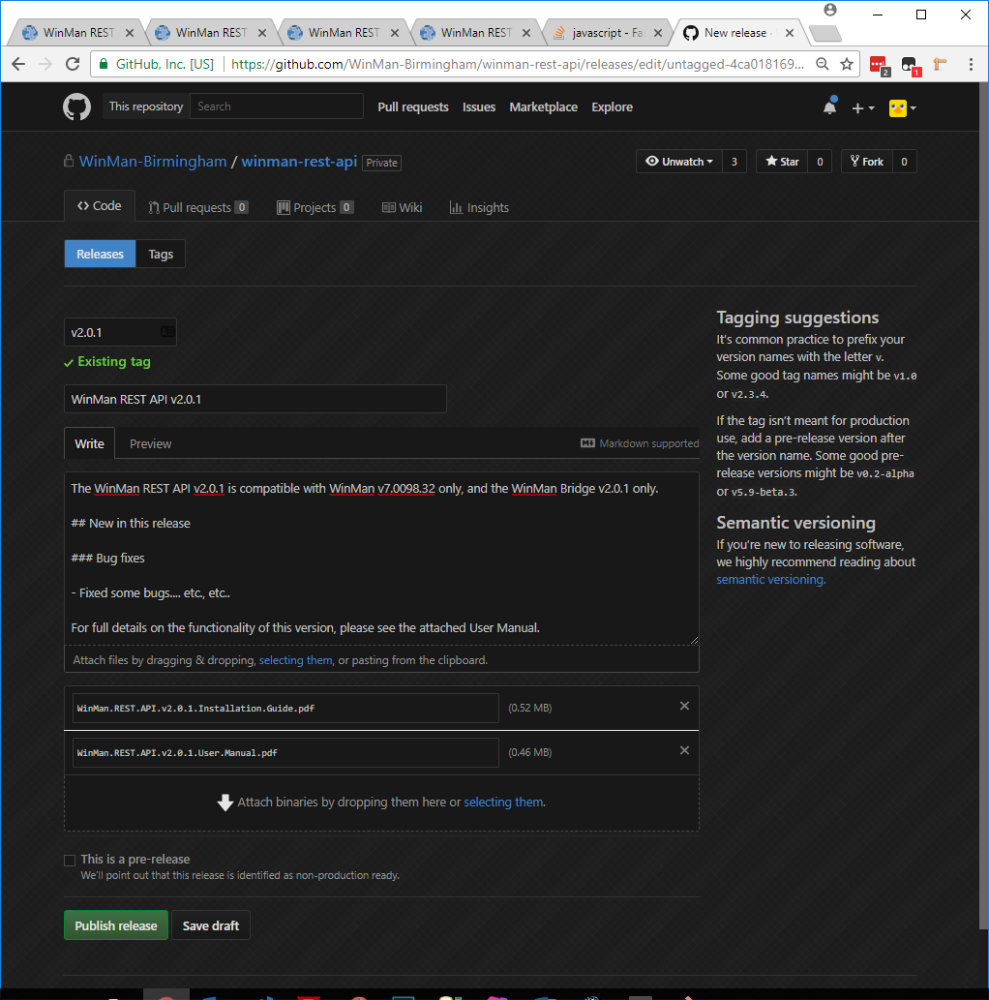 WinMan REST
WinMan REST
WinMan REST
WinMan REST
javascript - Fa
New release -
GitHub, Inc. [US]
https://github.com/WinMan-Birmingham/winman-rest-api/releases/edit/untagged-4ca018169...
2
1
This repository
Search
Pull requests
Issues
Marketplace
Explore
WinMan-Birmingham / winman-rest-api
Private
Unwatch
3
Star
0
Fork
0
Code
Pull requests 0
Projects 0
Wiki
Insights
Releases
Tags
v2.0.1
Existing tag
WinMan REST API v2.0.1
Write
Preview
Markdown supported
The WinMan REST API v2.0.1 is compatible with WinMan v7.0098.32 only, and the WinMan Bridge v2.0.1 only.
## New in this release
### Bug fixes
- Fixed some bugs.... etc., etc..
For full details on the functionality of this version, please see the attached User Manual.
Attach files by dragging & dropping, selecting them, or pasting from the clipboard.
WinMan.REST.API.v2.0.1.Installation.Guide.pdf
(0.52 MB)
WinMan.REST.API.v2.0.1.User.Manual.pdf
(0.46 MB)
Attach binaries by dropping them here or selecting them.
This is a pre-release
We'll point out that this release is identified as non-production ready.
Publish release
Save draft
Tagging suggestions
It's common practice to prefix your
version names with the letter v.
Some good tag names might be v1.0
or v2.3.4.
If the tag isn't meant for production
use, add a pre-release version after
the version name. Some good pre-
release versions might be v0.2-alpha
or v5.9-beta.3.
Semantic versioning
If you're new to releasing software,
we highly recommend reading about
semantic versioning.